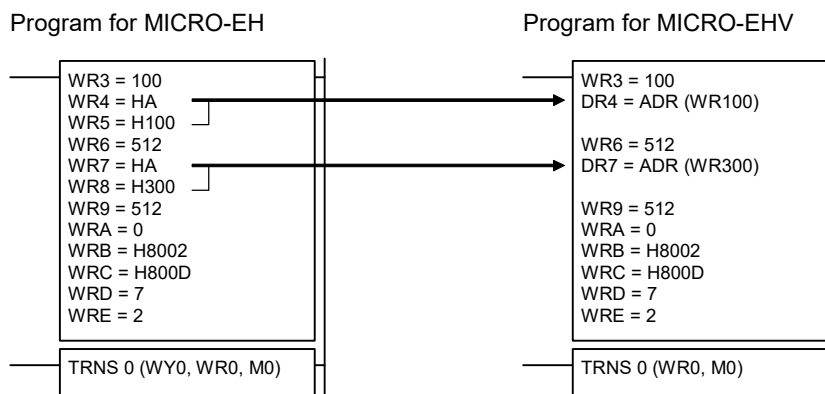 Program for MICRO-EH
WR3 = 100
WR4 = HA
WR5 = H100
WR6 = 512
WR7 = HA
WR8 = H300
WR9 = 512
WRA = 0
WRB = H8002
WRC = H800D
WRD = 7
WRE = 2
TRNS 0 (WY0, WR0, M0)
Program for MICRO-EHV
WR3 = 100
DR4 = ADR (WR100)
WR6 = 512
DR7 = ADR (WR300)
WR9 = 512
WRA = 0
WRB = H8002
WRC = H800D
WRD = 7
WRE = 2
TRNS 0 (WR0, M0)